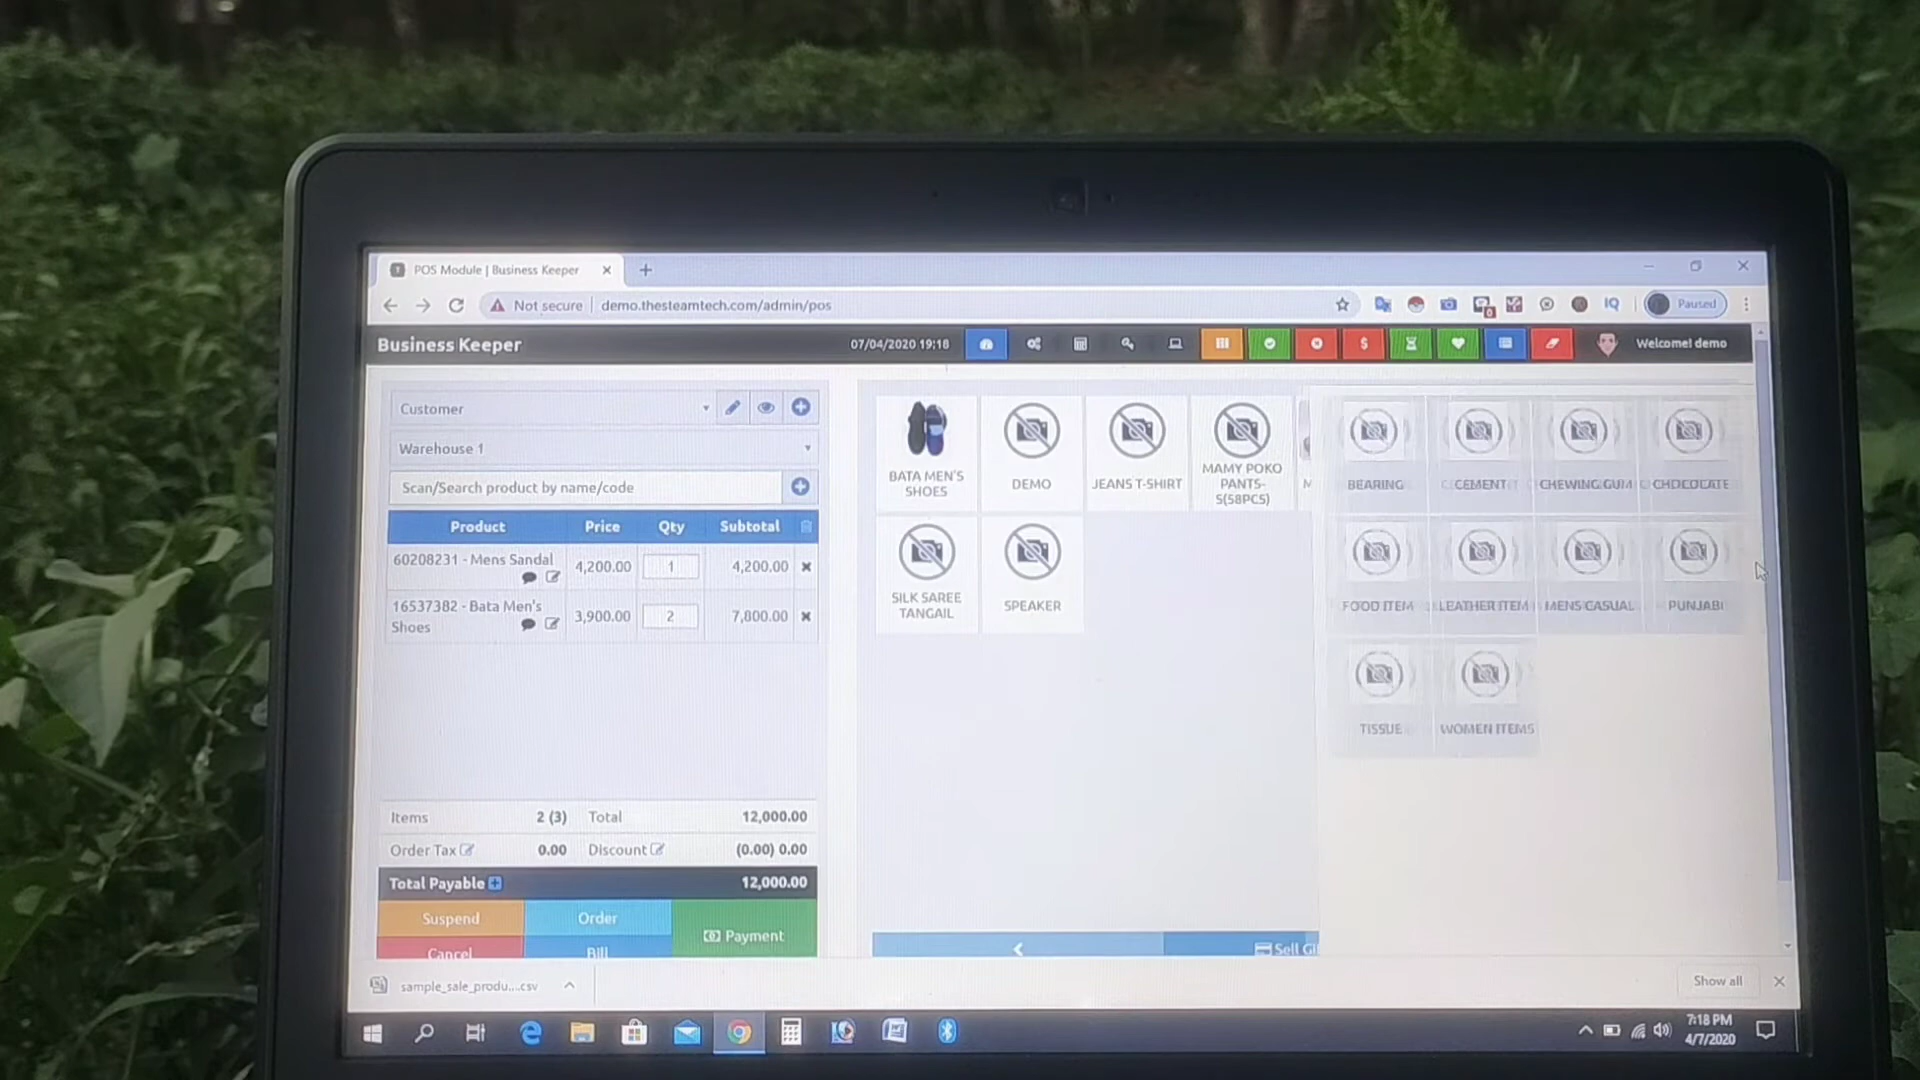 POS Module | Business Keeper
Not secure
demo.thesteamtech.com/admin/pos
Paused
Business Keeper
07/04/2020 19:18
Welcome! demo
Customer
Warehouse 1
Scan/Search product by name/code
Product Price Qty Subtotal
60208231 - Mens Sandal 4,200.00 1 4,200.00
16537382 - Bata Men's Shoes 3,900.00 2 7,800.00
Items 2 (3) Total 12,000.00
Order Tax 0.00 Discount (0.00) 0.00
Total Payable 12,000.00
Suspend Order
Payment
Cancel Bill
BATA MEN'S SHOES
DEMO
JEANS T-SHIRT
MAMY POKO PANTS-S(58PCS)
M
SILK SAREE TANGAIL
SPEAKER
BEARING
CEMENT
CHEWING GUM
CHOCOLATE
FOOD ITEM
LEATHER ITEM
MENS CASUAL
PUNJABI
TISSUE
WOMEN ITEMS
Sell Gi
sample_sale_produ....csv
Show all
7:18 PM
4/7/2020